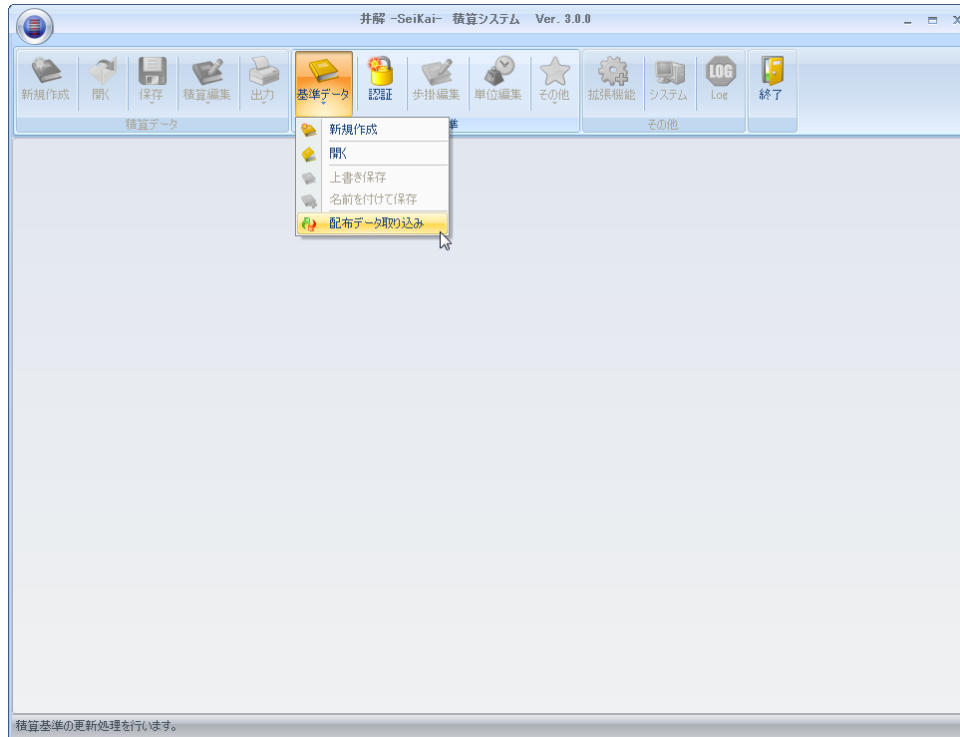 井解 -SeiKai- 積算システム Ver. 3.0.0
新規作成 開く 保存 積算編集 出力 基準データ 認証 歩掛編集 単位編集 その他 拡張機能 システム LOG Log 終了
積算データ 準 その他
新規作成
開く
上書き保存
名前を付けて保存
配布データ取り込み
積算基準の更新処理を行います。